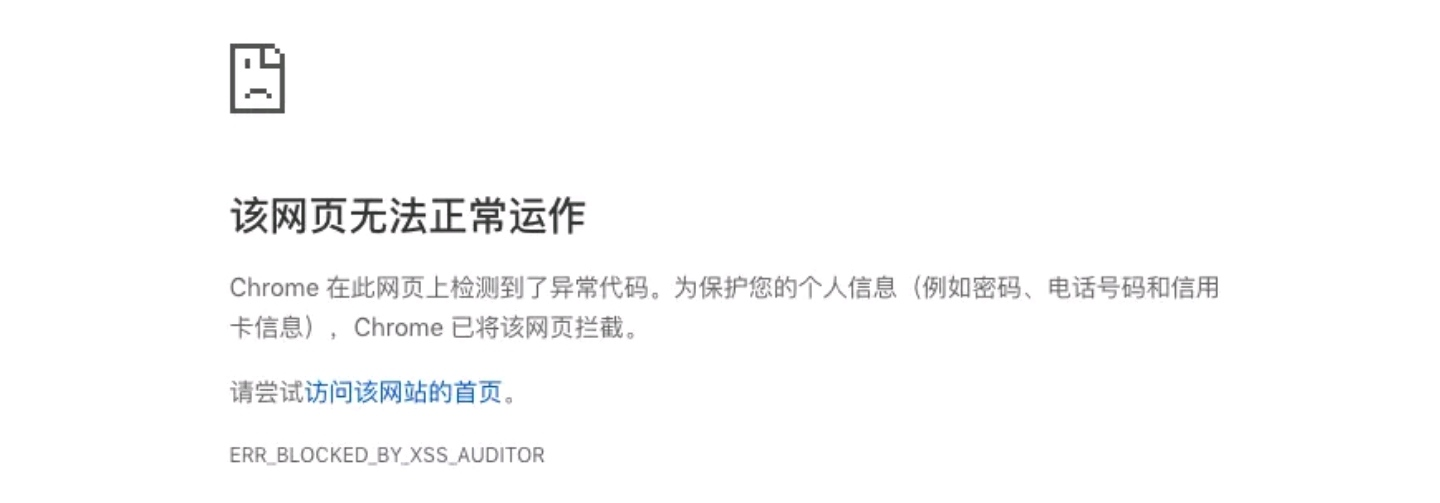 该网页无法正常运作
Chrome 在此网页上检测到了异常代码。为保护您的个人信息（例如密码、电话号码和信用
卡信息），Chrome 已将该网页拦截。
请尝试访问该网站的首页。
ERR_BLOCKED_BY_XSS_AUDITOR